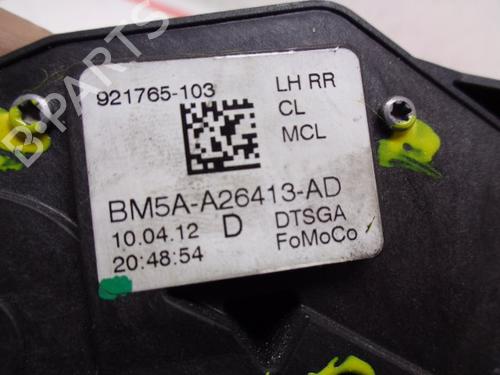 921765-103 LH RR
CL
MCL
BM5A-A26413-AD
10.04.12 D DTSGA
20:48:54 FoMoCo
B-PARTS